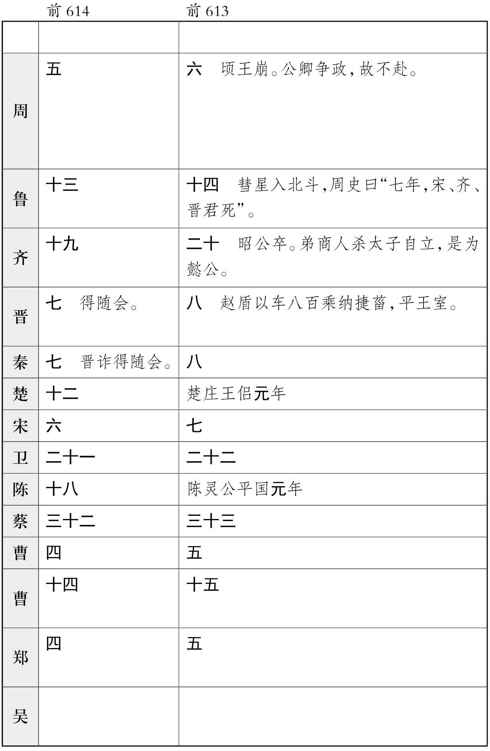 前614 前613
周 五 六 顷王崩。公卿争政，故不赴。
鲁 十三 十四 彗星入北斗，周史曰“七年，宋、齐、
晋君死”。
齐 十九 二十 昭公卒。弟商人杀太子自立，是为
懿公。
晋 七 得随会。 八 赵盾以车八百乘纳捷菑，平王室。
秦 七 晋诈得随会。 八
楚 十二 楚庄王侣元年
宋 六 七
卫 二十一 二十二
陈 十八 陈灵公平国元年
蔡 三十二 三十三
曹 四 五
曹 十四 十五
郑 四 五
吴